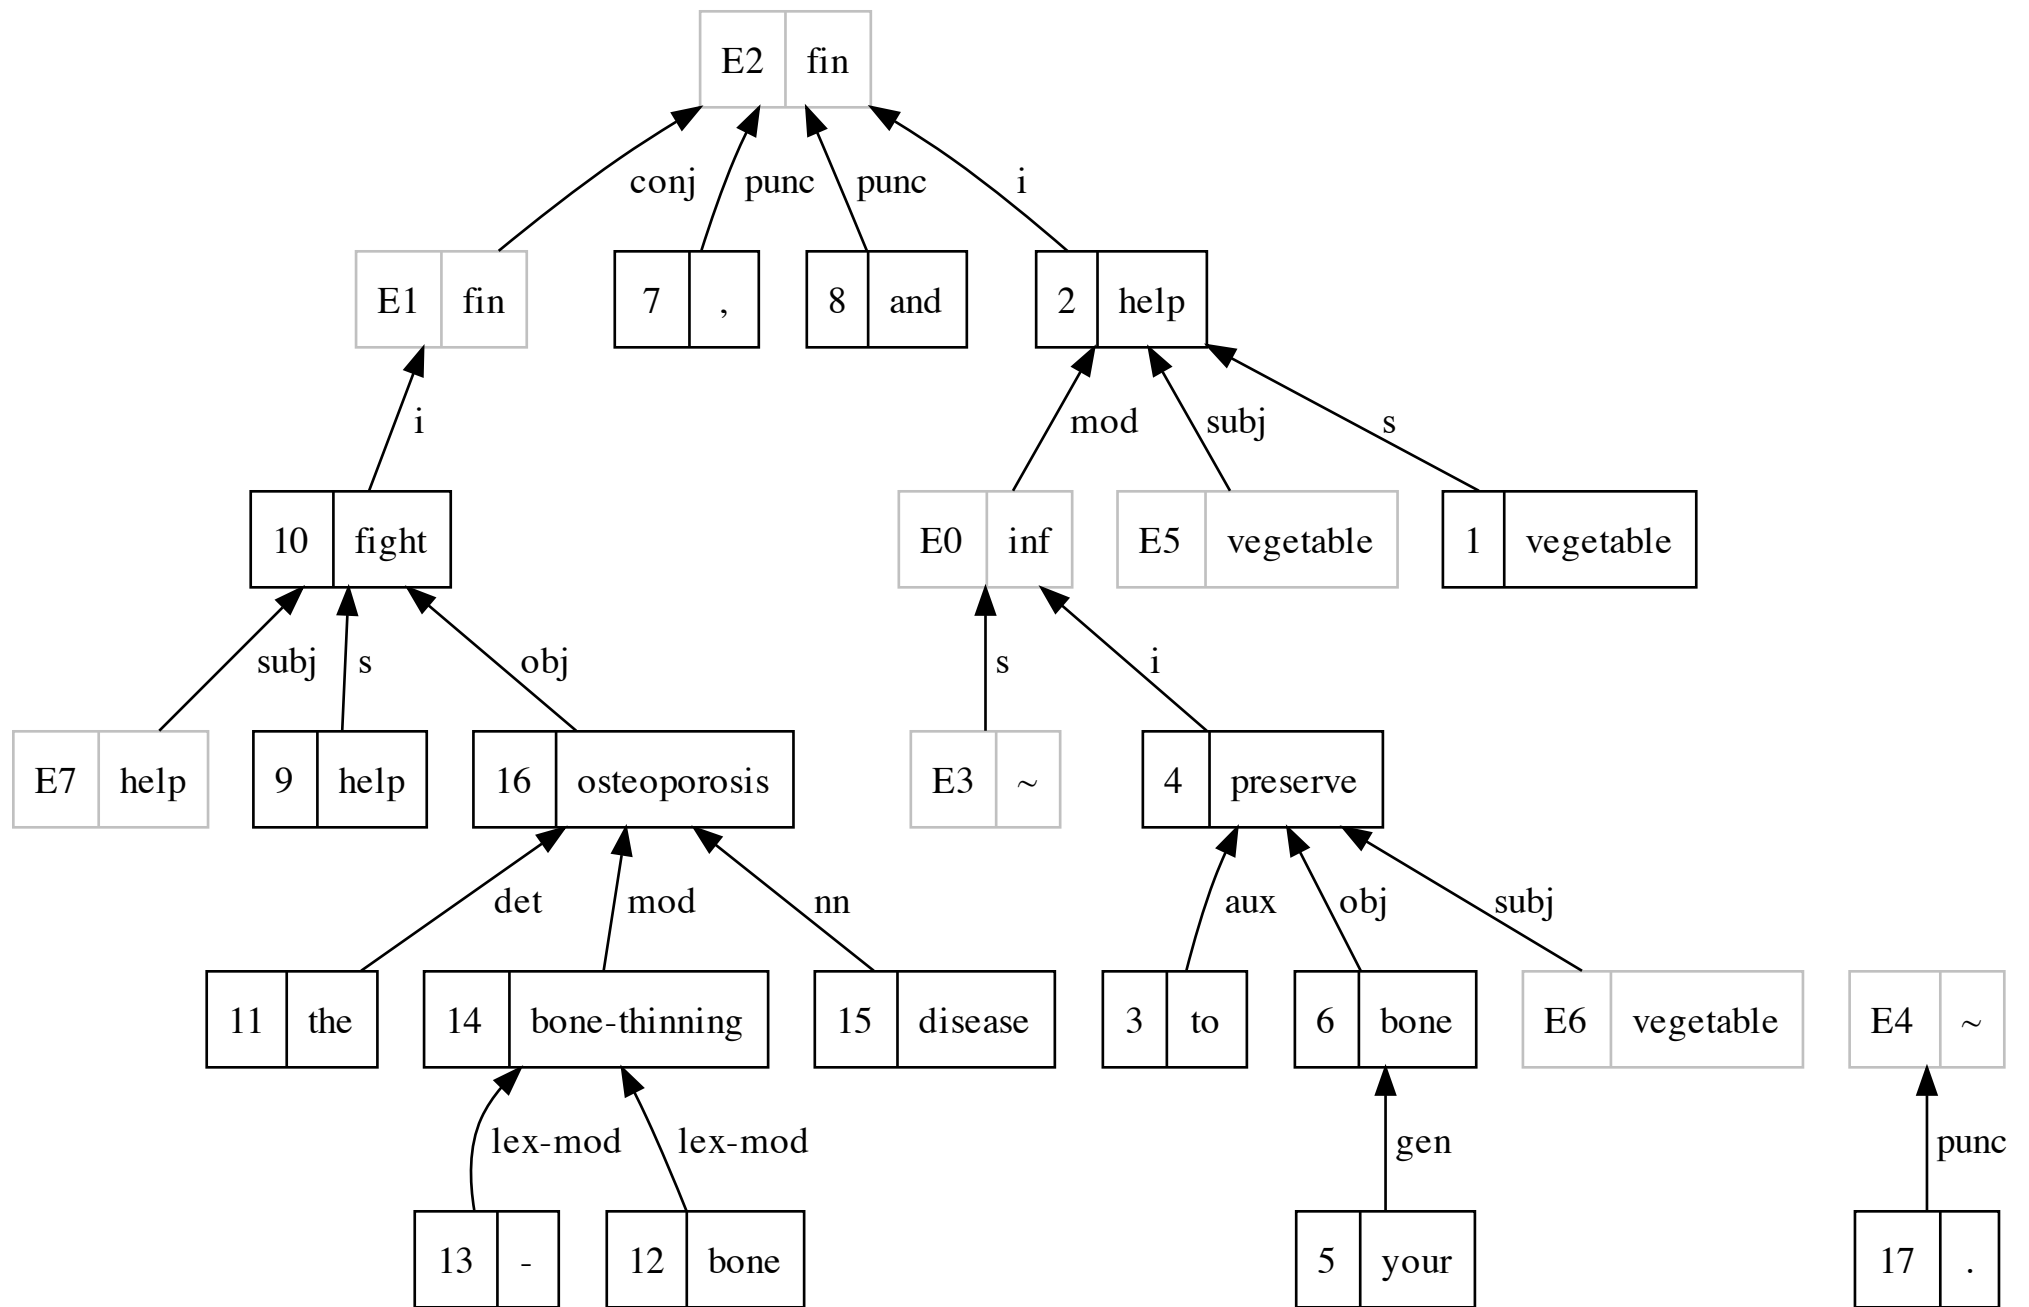 E2 fin
conj punc punc i
E1 fin 7 , 8 and 2 help
i mod subj s
10 fight E0 inf E5 vegetable 1 vegetable
subj s obj s i
E7 help 9 help 16 osteoporosis E3 ~ 4 preserve
det mod nn aux obj subj
11 the 14 bone-thinning 15 disease 3 to 6 bone E6 vegetable E4 ~
lex-mod lex-mod gen punc
13 - 12 bone 5 your 17 .